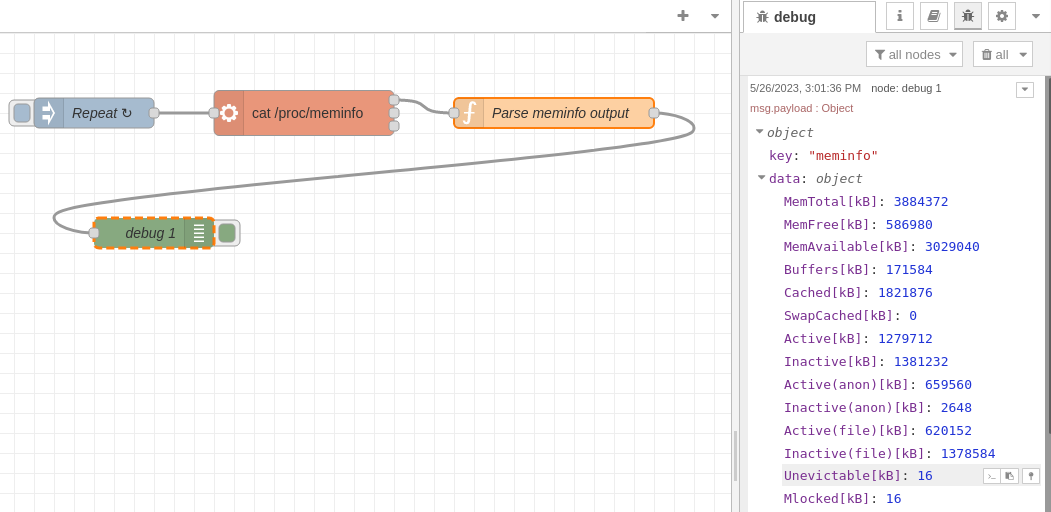 debug
i
all nodes
all
Repeat ↻
cat /proc/meminfo
Parse meminfo output
debug 1
5/26/2023, 3:01:36 PM node: debug 1
msg.payload : Object
object
key: "meminfo"
data: object
MemTotal[kB]: 3884372
MemFree[kB]: 586980
MemAvailable[kB]: 3029040
Buffers[kB]: 171584
Cached[kB]: 1821876
SwapCached[kB]: 0
Active[kB]: 1279712
Inactive[kB]: 1381232
Active(anon)[kB]: 659560
Inactive(anon)[kB]: 2648
Active(file)[kB]: 620152
Inactive(file)[kB]: 1378584
Unevictable[kB]: 16
Mlocked[kB]: 16